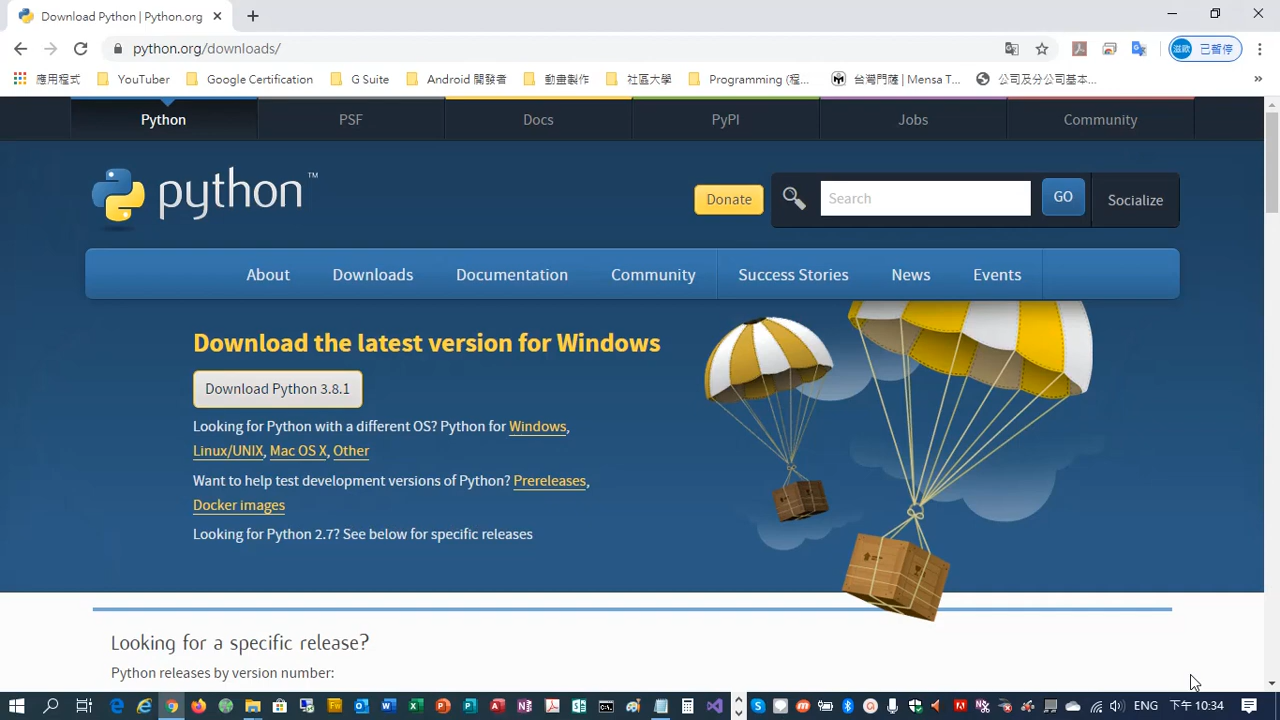 Download Python | Python.org
python.org/downloads/
已暫停
應用程式 YouTuber Google Certification G Suite Android 開發者 動畫製作 社區大學 Programming (程... 台灣門薩 | Mensa T... 公司及分公司基本...
Python PSF Docs PyPI Jobs Community
python™
Donate Search GO Socialize
About Downloads Documentation Community Success Stories News Events
Download the latest version for Windows
Download Python 3.8.1
Looking for Python with a different OS? Python for Windows,
Linux/UNIX, Mac OS X, Other
Want to help test development versions of Python? Prereleases,
Docker images
Looking for Python 2.7? See below for specific releases
Looking for a specific release?
Python releases by version number:
ENG 下午 10:34